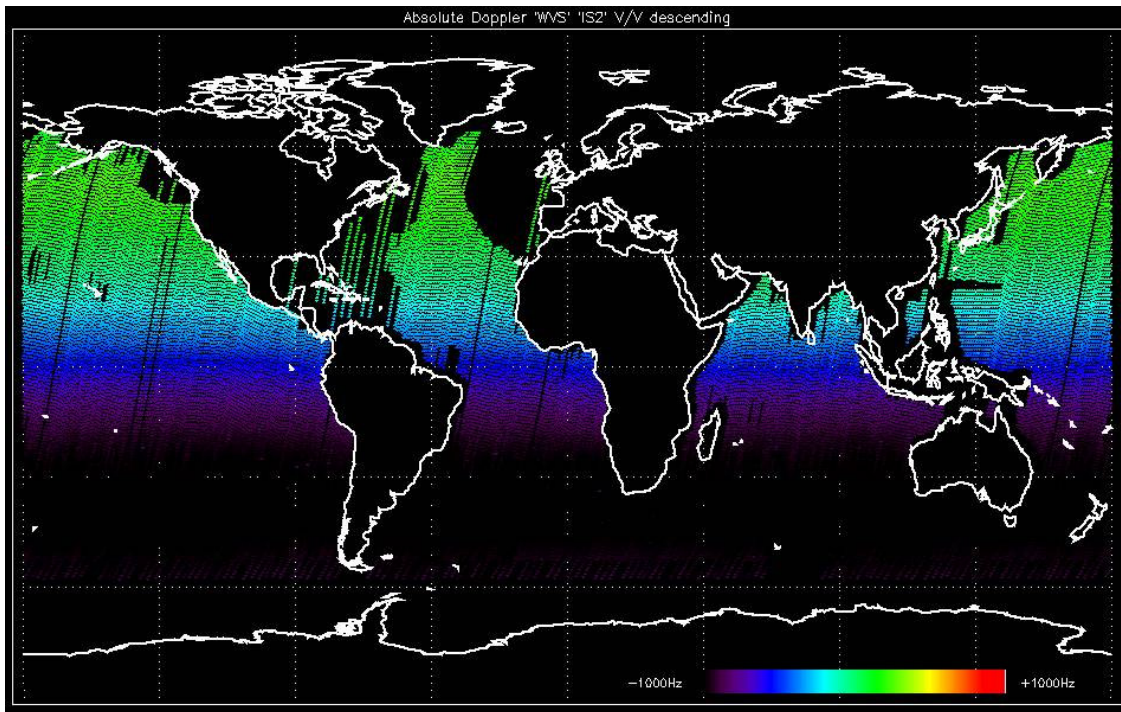 Absolute Doppler 'WVS' 'IS2' V/V descending
-1000Hz +1000Hz